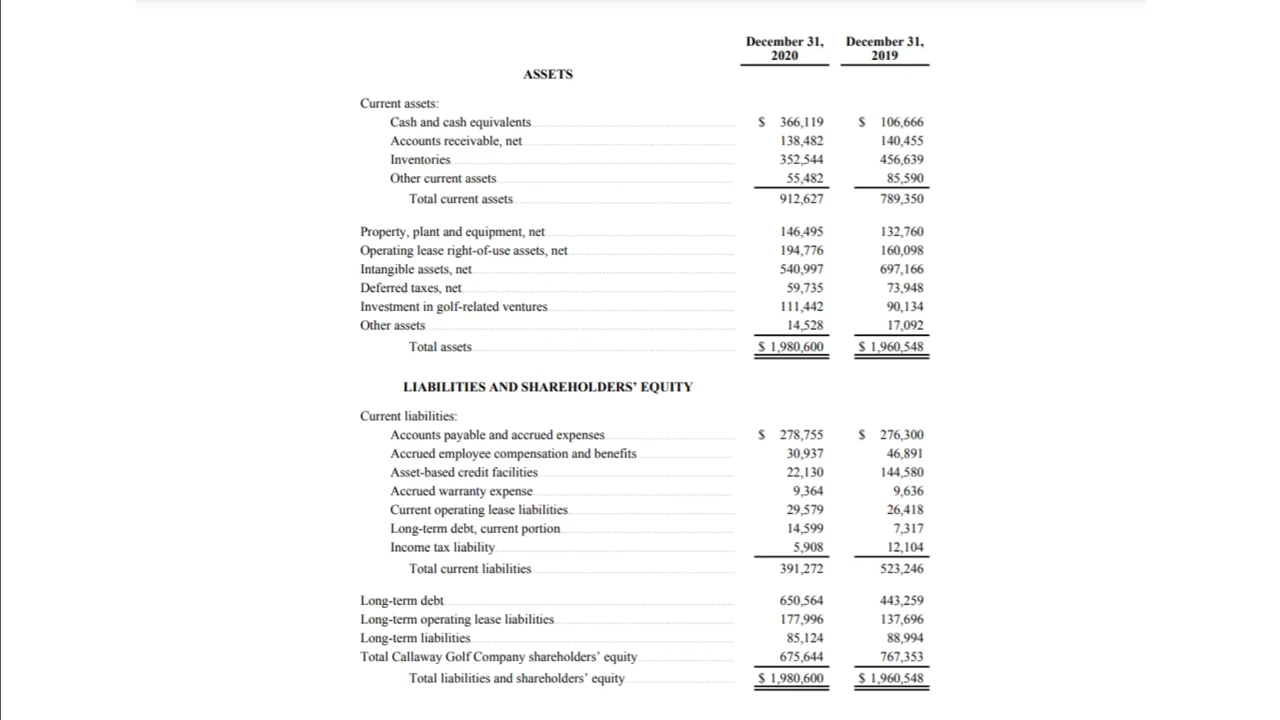 December 31, 2020 December 31, 2019
ASSETS
Current assets:
Cash and cash equivalents $ 366,119 $ 106,666
Accounts receivable, net 138,482 140,455
Inventories 352,544 456,639
Other current assets 55,482 85,590
Total current assets 912,627 789,350
Property, plant and equipment, net 146,495 132,760
Operating lease right-of-use assets, net 194,776 160,098
Intangible assets, net 540,997 697,166
Deferred taxes, net 59,735 73,948
Investment in golf-related ventures 111,442 90,134
Other assets 14,528 17,092
Total assets $ 1,980,600 $ 1,960,548
LIABILITIES AND SHAREHOLDERS’ EQUITY
Current liabilities:
Accounts payable and accrued expenses $ 278,755 $ 276,300
Accrued employee compensation and benefits 30,937 46,891
Asset-based credit facilities 22,130 144,580
Accrued warranty expense 9,364 9,636
Current operating lease liabilities 29,579 26,418
Long-term debt, current portion 14,599 7,317
Income tax liability 5,908 12,104
Total current liabilities 391,272 523,246
Long-term debt 650,564 443,259
Long-term operating lease liabilities 177,996 137,696
Long-term liabilities 85,124 88,994
Total Callaway Golf Company shareholders’ equity 675,644 767,353
Total liabilities and shareholders’ equity $ 1,980,600 $ 1,960,548